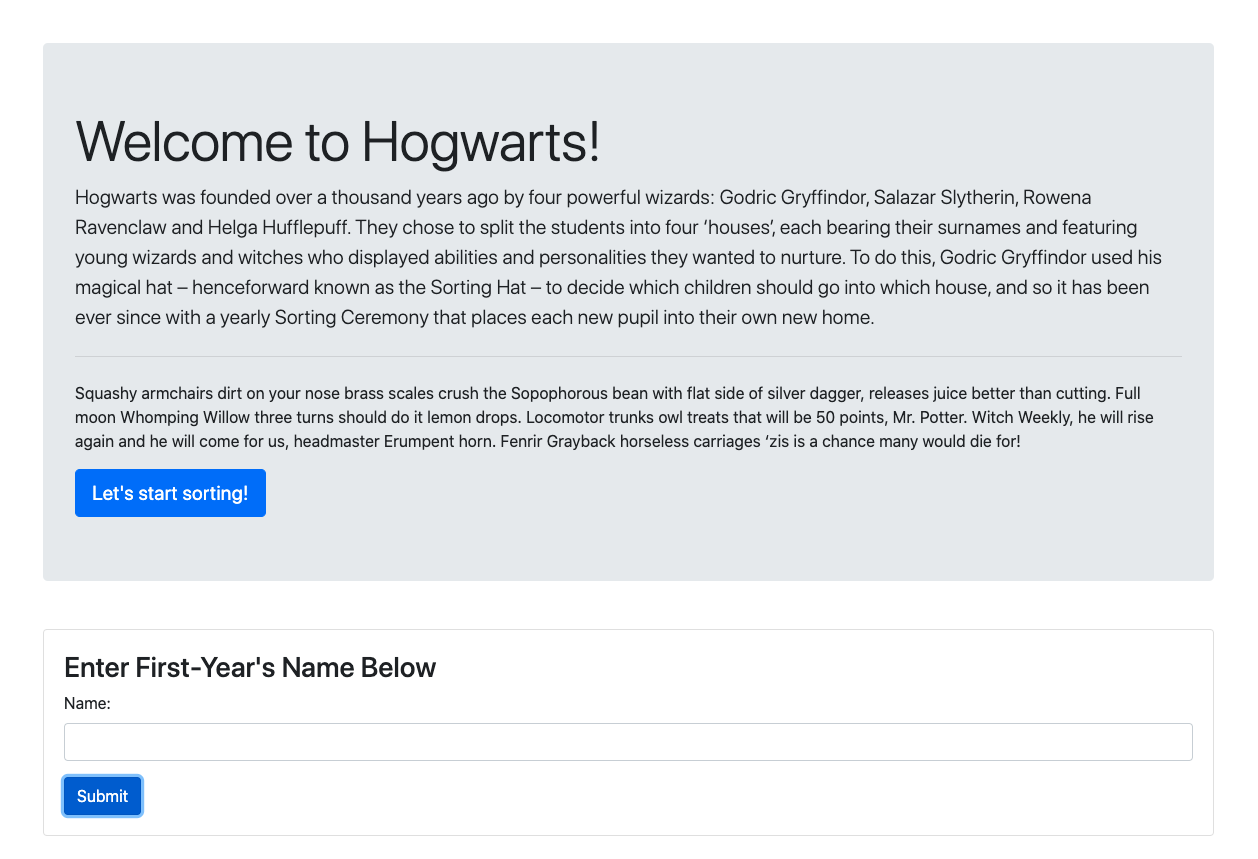 Welcome to Hogwarts!
Hogwarts was founded over a thousand years ago by four powerful wizards: Godric Gryffindor, Salazar Slytherin, Rowena
Ravenclaw and Helga Hufflepuff. They chose to split the students into four ‘houses’, each bearing their surnames and featuring
young wizards and witches who displayed abilities and personalities they wanted to nurture. To do this, Godric Gryffindor used his
magical hat – henceforward known as the Sorting Hat – to decide which children should go into which house, and so it has been
ever since with a yearly Sorting Ceremony that places each new pupil into their own new home.
Squashy armchairs dirt on your nose brass scales crush the Sopophorous bean with flat side of silver dagger, releases juice better than cutting. Full
moon Whomping Willow three turns should do it lemon drops. Locomotor trunks owl treats that will be 50 points, Mr. Potter. Witch Weekly, he will rise
again and he will come for us, headmaster Erumpent horn. Fenrir Grayback horseless carriages ‘zis is a chance many would die for!
Let's start sorting!
Enter First-Year's Name Below
Name:
Submit